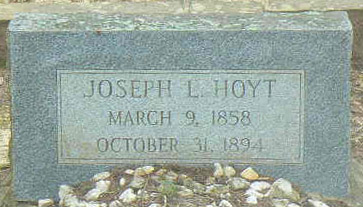 JOSEPH L. HOYT
MARCH 9, 1858
OCTOBER 31, 1894